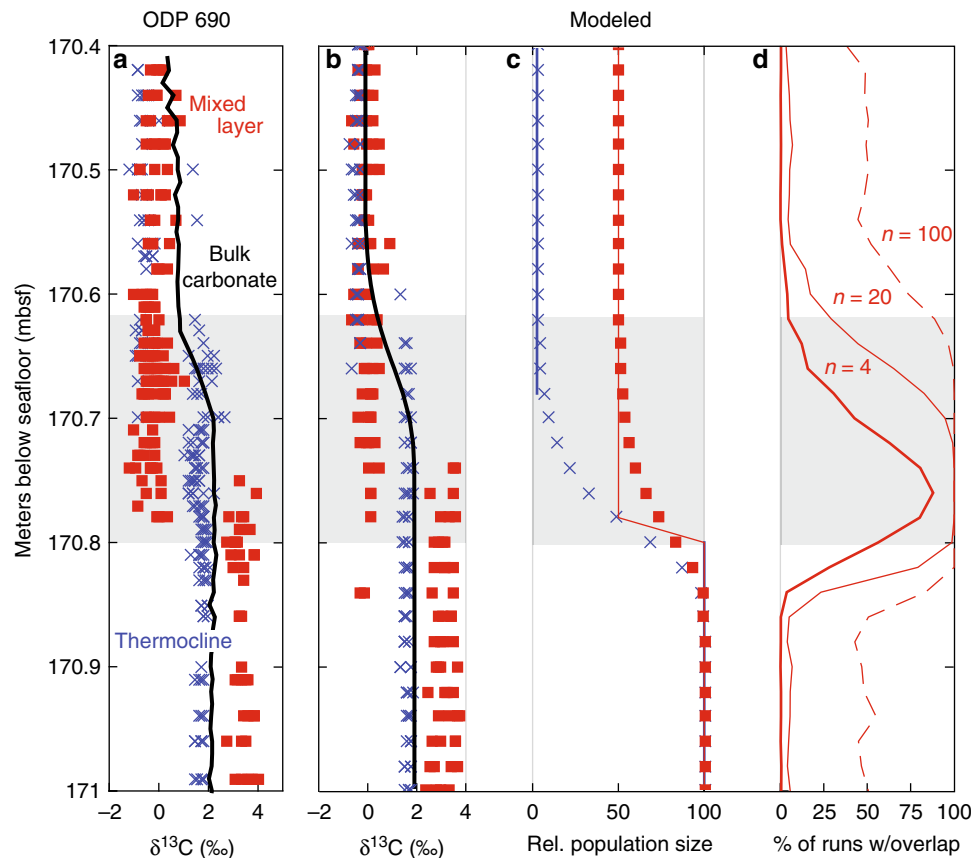 ODP 690
Modeled
a
b
c
d
170.4
170.5
170.6
170.7
170.8
170.9
171
Meters below seafloor (mbsf)
Mixed
layer
Bulk
carbonate
Thermocline
n = 100
n = 20
n = 4
−2 0 2 4
−2 0 2 4
0 50 100
0 25 50 75 100
δ¹³C (‰)
δ¹³C (‰)
Rel. population size
% of runs w/overlap